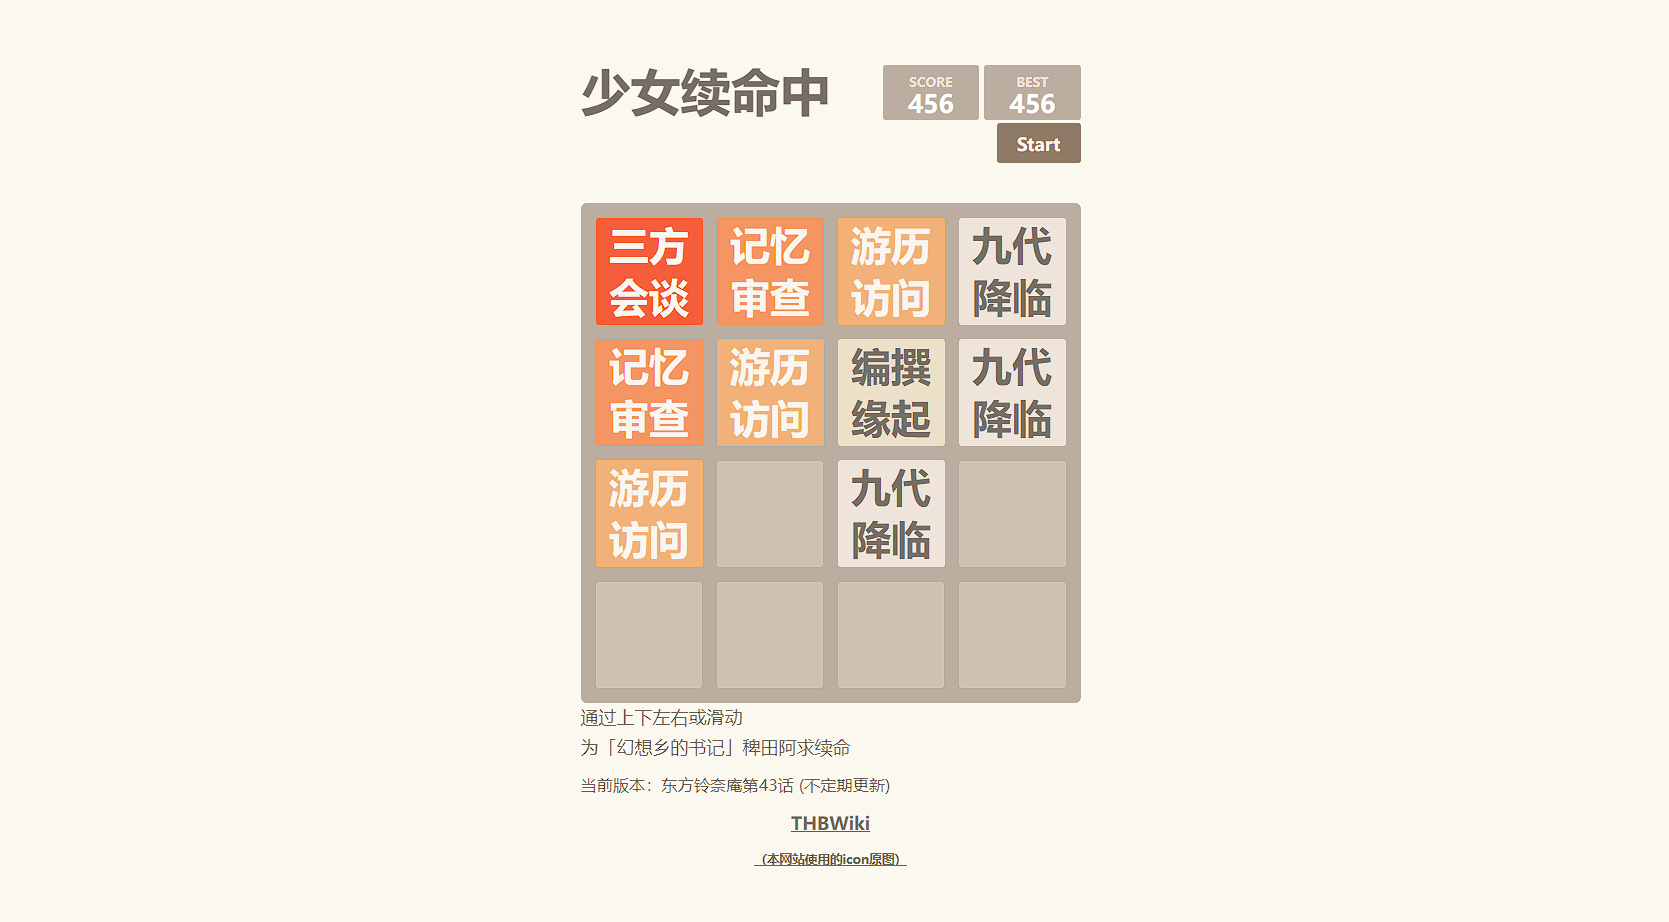 少女续命中
SCORE
456
BEST
456
Start
三方
会谈
记忆
审查
游历
访问
九代
降临
记忆
审查
游历
访问
编撰
缘起
九代
降临
游历
访问
九代
降临
通过上下左右或滑动
为「幻想乡的书记」稗田阿求续命
当前版本：东方铃奈庵第43话 (不定期更新)
THBWiki
（本网站使用的icon原图）